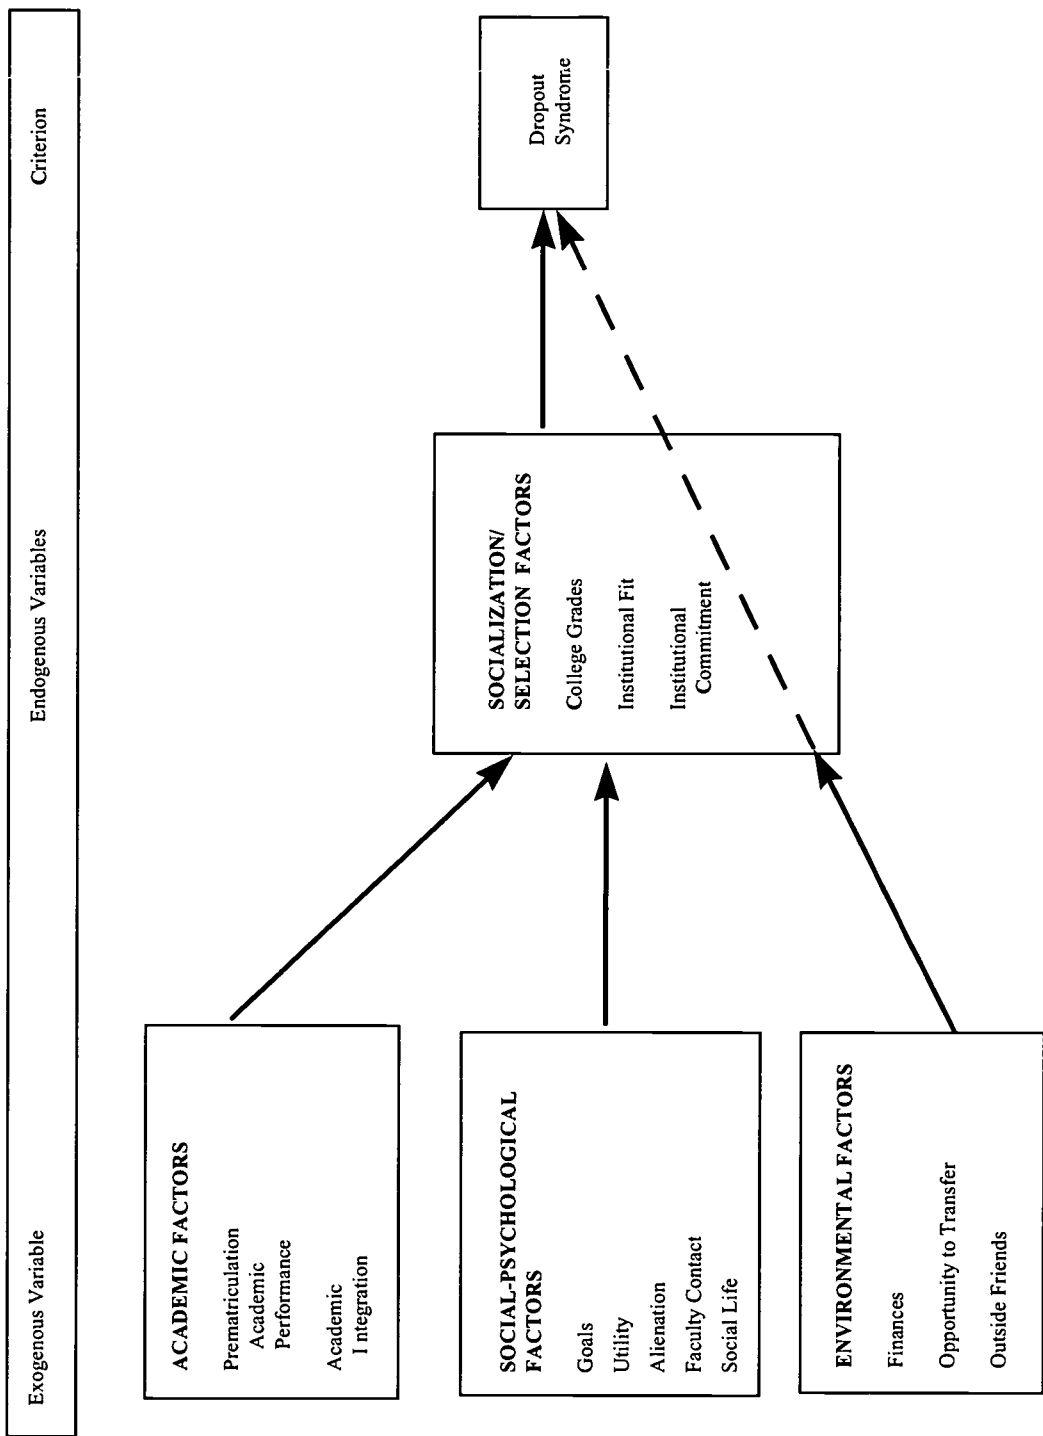 Exogenous Variable
Endogenous Variables
Criterion
ACADEMIC FACTORS
Prematriculation
Academic
Performance
Academic
Integration
SOCIAL-PSYCHOLOGICAL
FACTORS
Goals
Utility
Alienation
Faculty Contact
Social Life
ENVIRONMENTAL FACTORS
Finances
Opportunity to Transfer
Outside Friends
SOCIALIZATION/
SELECTION FACTORS
College Grades
Institutional Fit
Institutional
Commitment
Dropout
Syndrome